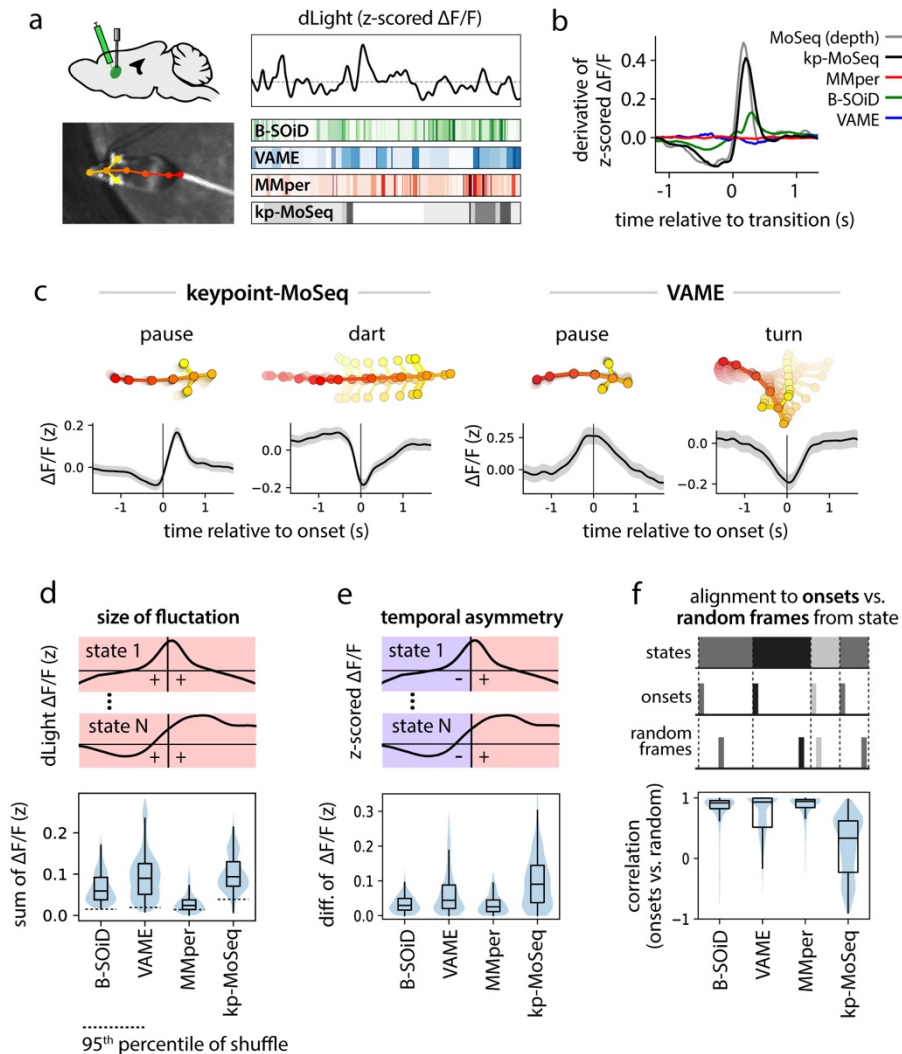 a
dLight (z-scored ΔF/F)
B-SOiD
VAME
MMper
kp-MoSeq
b
derivative of
z-scored ΔF/F
0.4
0.2
0.0
MoSeq (depth)
kp-MoSeq
MMper
B-SOiD
VAME
-1
0
1
time relative to transition (s)
c
keypoint-MoSeq
VAME
pause
dart
pause
turn
ΔF/F (z)
0.2
0.0
-1 0 1
0.0
−0.2
-1 0 1
time relative to onset (s)
ΔF/F (z)
0.25
0.00
-1 0 1
0.0
−0.2
-1 0 1
time relative to onset (s)
d
size of fluctation
dLight ΔF/F (z)
state 1
+ +
state N
+ +
sum of ΔF/F (z)
0.2
0.1
0.0
B-SOiD
VAME
MMper
kp-MoSeq
95th percentile of shuffle
e
temporal asymmetry
z-scored ΔF/F
state 1
− +
state N
− +
diff. of ΔF/F (z)
0.3
0.2
0.1
0.0
B-SOiD
VAME
MMper
kp-MoSeq
f
alignment to onsets vs.
random frames from state
states
onsets
random
frames
correlation
(onsets vs. random)
1
0
−1
B-SOiD
VAME
MMper
kp-MoSeq